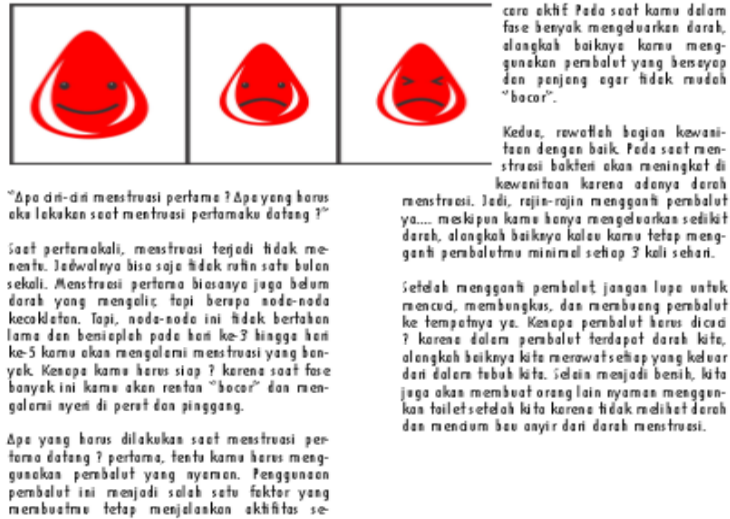 "Apa ciri-ciri menstruasi pertama ? Apa yang harus
aku lakukan saat mentruasi pertamaku datang ?"
Saat pertamakali, menstruasi terjadi tidak me-
nentu. Jadwalnya bisa saja tidak rutin satu bulan
sekali. Menstruasi pertama biasanya juga belum
darah yang mengalir, tapi berupa noda-noda
kecoklatan. Tapi, noda-noda ini tidak bertahan
lama dan bersiaplah pada hari ke-3 hingga hari
ke-5 kamu akan mengalami menstruasi yang ban-
yak. Kenapa kamu harus siap ? karena saat fase
banyak ini kamu akan rentan "bocor" dan men-
galami nyeri di perut dan pinggang.
Apa yang harus dilakukan saat menstruasi per-
tama datang ? pertama, tentu kamu harus meng-
gunakan pembalut yang nyaman. Penggunaan
pembalut ini menjadi salah satu faktor yang
membuatmu tetap menjalankan aktifitas se-
cara aktif. Pada saat kamu dalam
fase benyak mengeluarkan darah,
alangkah baiknya kamu meng-
gunakan pembalut yang bersayap
dan panjang agar tidak mudah
"bocor".
Kedua, rawatlah bagian kewani-
taan dengan baik. Pada saat men-
struasi bakteri akan meningkat di
kewanitaan karena adanya darah
menstruasi. Jadi, rajin-rajin mengganti pembalut
ya.... meskipun kamu hanya mengeluarkan sedikit
darah, alangkah baiknya kalau kamu tetap meng-
ganti pembalutmu minimal setiap 3 kali sehari.
Setelah mengganti pembalut, jangan lupa untuk
mencuci, membungkus, dan membuang pembalut
ke tempatnya ya. Kenapa pembalut harus dicuci
? karena dalam pembalut terdapat darah kita,
alangkah baiknya kita merawat setiap yang keluar
dari dalam tubuh kita. Selain menjadi bersih, kita
juga akan membuat orang lain nyaman menggun-
kan toilet setelah kita karena tidak melihat darah
dan mencium bau anyir dari darah menstruasi.